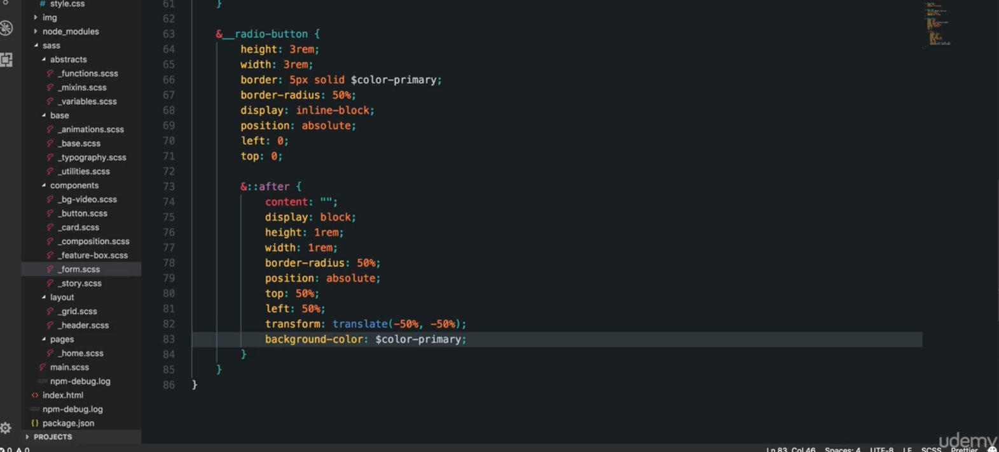 style.css
img
node_modules
sass
abstracts
_functions.scss
_mixins.scss
_variables.scss
base
_animations.scss
_base.scss
_typography.scss
_utilities.scss
components
_bg-video.scss
_button.scss
_card.scss
_composition.scss
_feature-box.scss
_form.scss
_story.scss
layout
_grid.scss
_header.scss
pages
_home.scss
main.scss
npm-debug.log
index.html
npm-debug.log
{} package.json
PROJECTS
61 }
62
63 &__radio-button {
64 height: 3rem;
65 width: 3rem;
66 border: 5px solid $color-primary;
67 border-radius: 50%;
68 display: inline-block;
69 position: absolute;
70 left: 0;
71 top: 0;
72
73 &::after {
74 content: "";
75 display: block;
76 height: 1rem;
77 width: 1rem;
78 border-radius: 50%;
79 position: absolute;
80 top: 50%;
81 left: 50%;
82 transform: translate(-50%, -50%);
83 background-color: $color-primary;
84 }
85 }
86 }
udemy
0 0 Ln 83, Col 46 Spaces: 4 UTF-8 LF SCSS Prettier